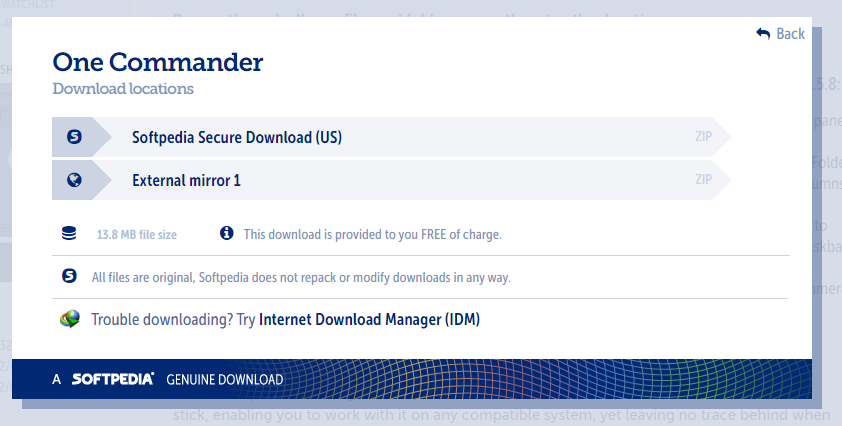 WATCHLIST
Back
One Commander
Download locations
Softpedia Secure Download (US) ZIP
External mirror 1 ZIP
13.8 MB file size This download is provided to you FREE of charge.
All files are original, Softpedia does not repack or modify downloads in any way.
Trouble downloading? Try Internet Download Manager (IDM)
A SOFTPEDIA® GENUINE DOWNLOAD
stick, enabling you to work with it on any compatible system, yet leaving no trace behind when